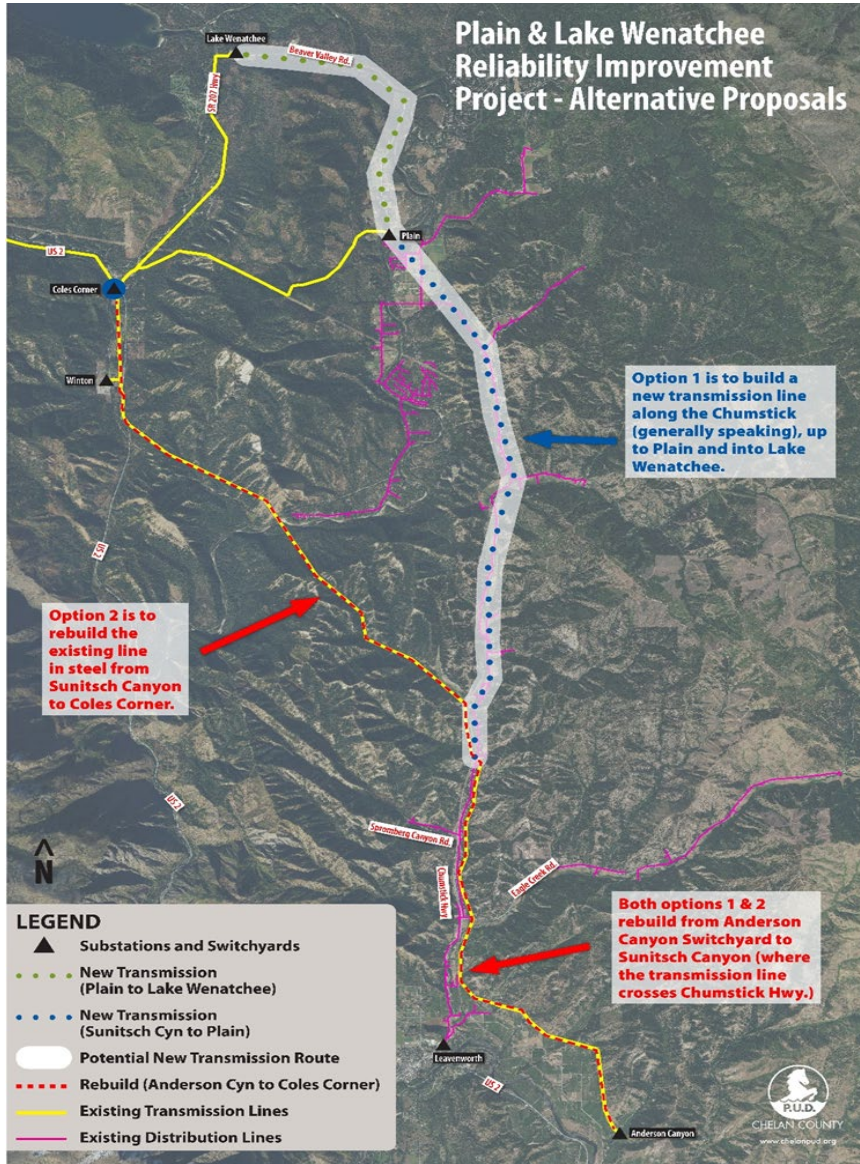 Plain & Lake Wenatchee
Reliability Improvement
Project - Alternative Proposals
Lake Wenatchee
Beaver Valley Rd.
SR 207 Hwy
Plain
US 2
Coles Corner
Winton
Option 1 is to build a
new transmission line
along the Chumstick
(generally speaking), up
to Plain and into Lake
Wenatchee.
US 2
Option 2 is to
rebuild the
existing line
in steel from
Sunitsch Canyon
to Coles Corner.
US 2
Spromberg Canyon Rd.
Chumstick Hwy.
Eagle Creek Rd.
N
Both options 1 & 2
rebuild from Anderson
Canyon Switchyard to
Sunitsch Canyon (where
the transmission line
crosses Chumstick Hwy.)
LEGEND
Substations and Switchyards
New Transmission
(Plain to Lake Wenatchee)
New Transmission
(Sunitsch Cyn to Plain)
Potential New Transmission Route
Rebuild (Anderson Cyn to Coles Corner)
Existing Transmission Lines
Existing Distribution Lines
Leavenworth
US 2
Anderson Canyon
P.U.D.
CHELAN COUNTY
www.chelanpud.org